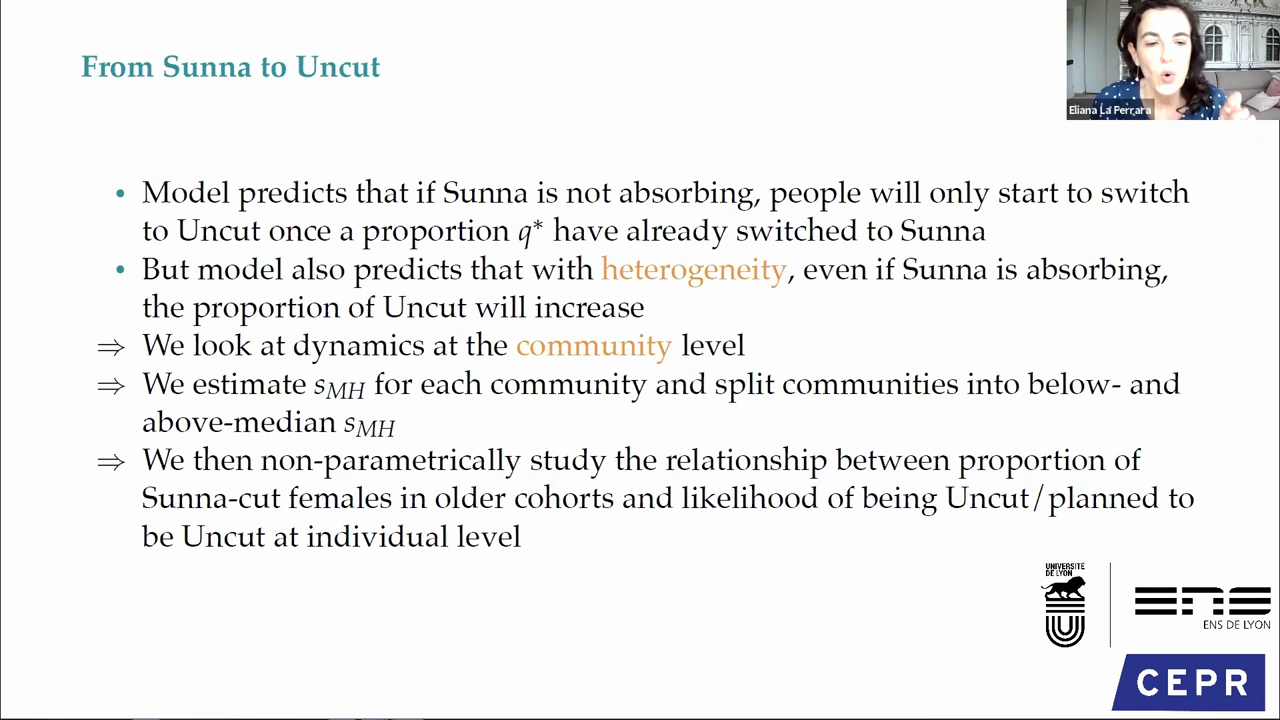 From Sunna to Uncut
Eliana La Ferrara
• Model predicts that if Sunna is not absorbing, people will only start to switch
to Uncut once a proportion q* have already switched to Sunna
• But model also predicts that with heterogeneity, even if Sunna is absorbing,
the proportion of Uncut will increase
⇒ We look at dynamics at the community level
⇒ We estimate sMH for each community and split communities into below- and
above-median sMH
⇒ We then non-parametrically study the relationship between proportion of
Sunna-cut females in older cohorts and likelihood of being Uncut/planned to
be Uncut at individual level
UNIVERSITE
DE LYON
ENS
ENS DE LYON
CEPR